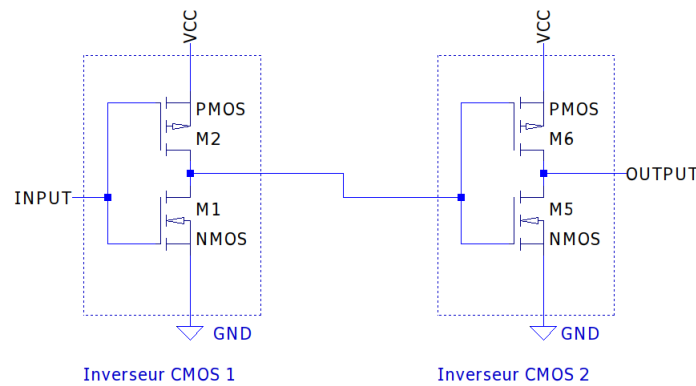 VCC
VCC
PMOS
M2
PMOS
M6
INPUT
OUTPUT
M1
NMOS
M5
NMOS
GND
GND
Inverseur CMOS 1
Inverseur CMOS 2